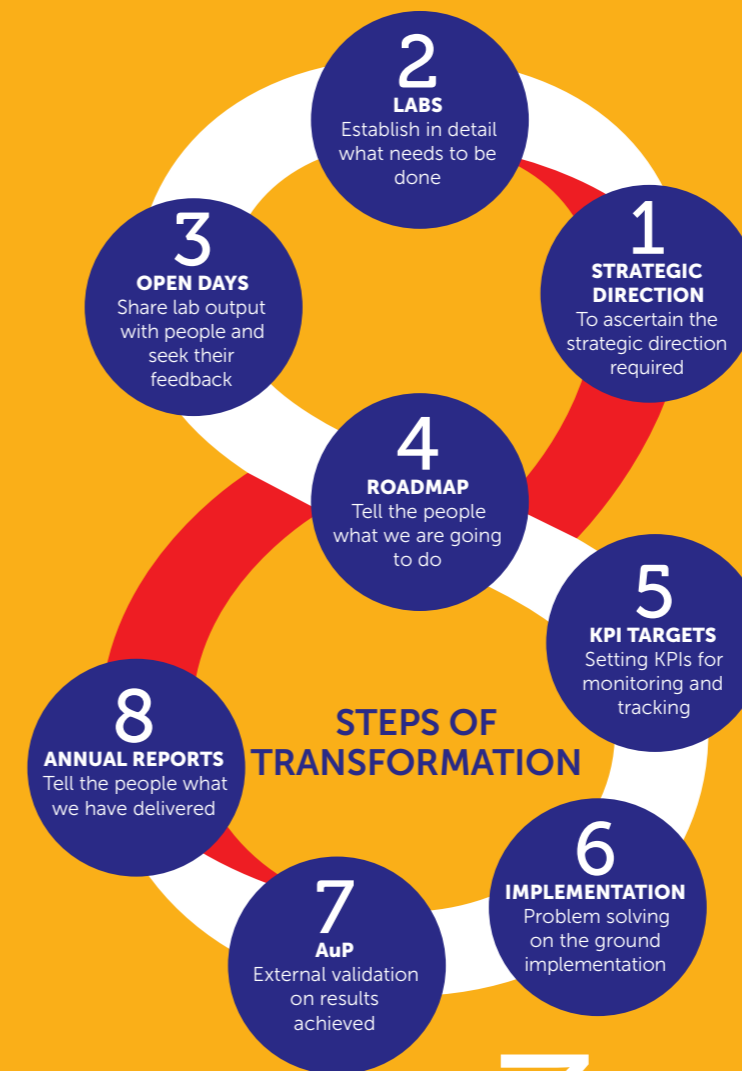 1
STRATEGIC
DIRECTION
To ascertain the
strategic direction
required
2
LABS
Establish in detail
what needs to be
done
3
OPEN DAYS
Share lab output
with people and
seek their
feedback
4
ROADMAP
Tell the people
what we are going
to do
5
KPI TARGETS
Setting KPIs for
monitoring and
tracking
STEPS OF
TRANSFORMATION
6
IMPLEMENTATION
Problem solving
on the ground
implementation
7
AuP
External validation
on results
achieved
8
ANNUAL REPORTS
Tell the people what
we have delivered